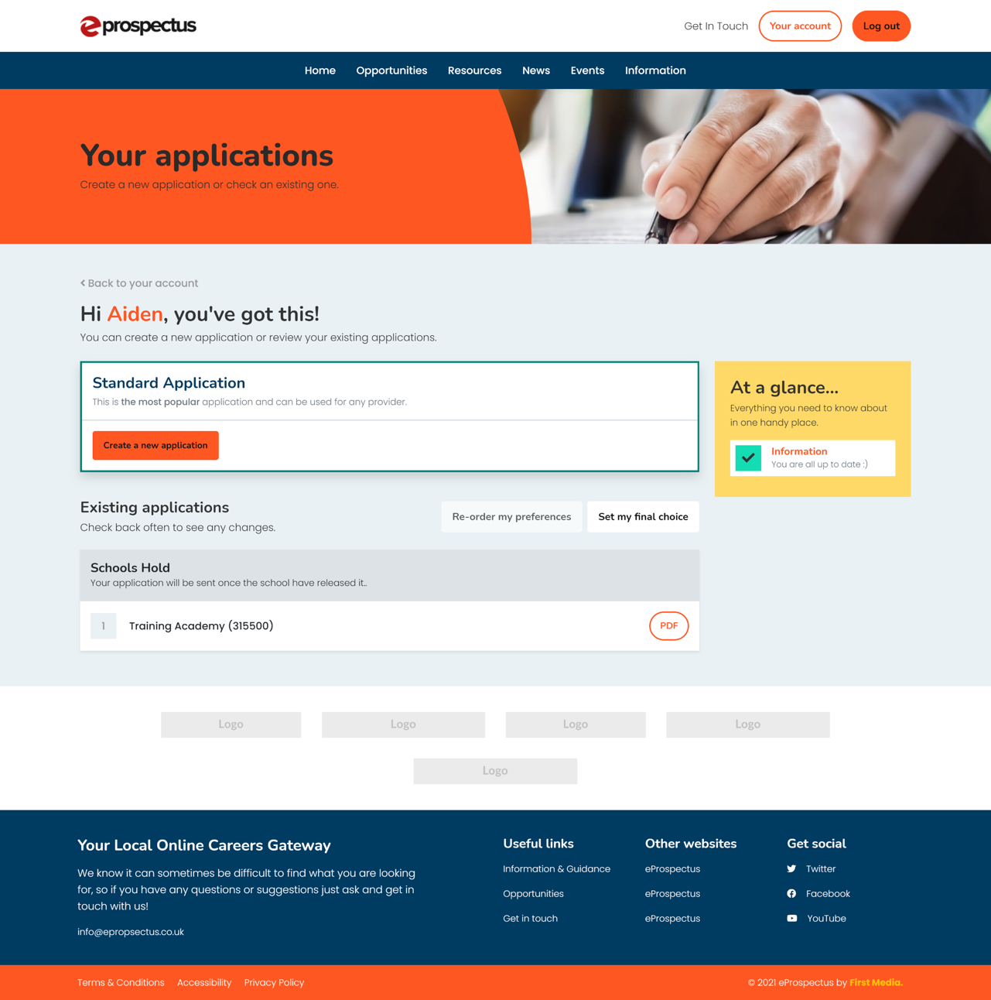 eprospectus
Get In Touch
Your account
Log out
Home
Opportunities
Resources
News
Events
Information
Your applications
Create a new application or check an existing one.
Back to your account
Hi Aiden, you've got this!
You can create a new application or review your existing applications.
Standard Application
This is the most popular application and can be used for any provider.
Create a new application
At a glance...
Everything you need to know about
in one handy place.
Information
You are all up to date :)
Existing applications
Check back often to see any changes.
Re-order my preferences
Set my final choice
Schools Hold
Your application will be sent once the school have released it..
1
Training Academy (315500)
PDF
Logo
Logo
Logo
Logo
Logo
Your Local Online Careers Gateway
We know it can sometimes be difficult to find what you are looking
for, so if you have any questions or suggestions just ask and get in
touch with us!
info@epropsectus.co.uk
Useful links
Information & Guidance
Opportunities
Get in touch
Other websites
eProspectus
eProspectus
eProspectus
Get social
Twitter
Facebook
YouTube
Terms & Conditions
Accessibility
Privacy Policy
© 2021 eProspectus by First Media.